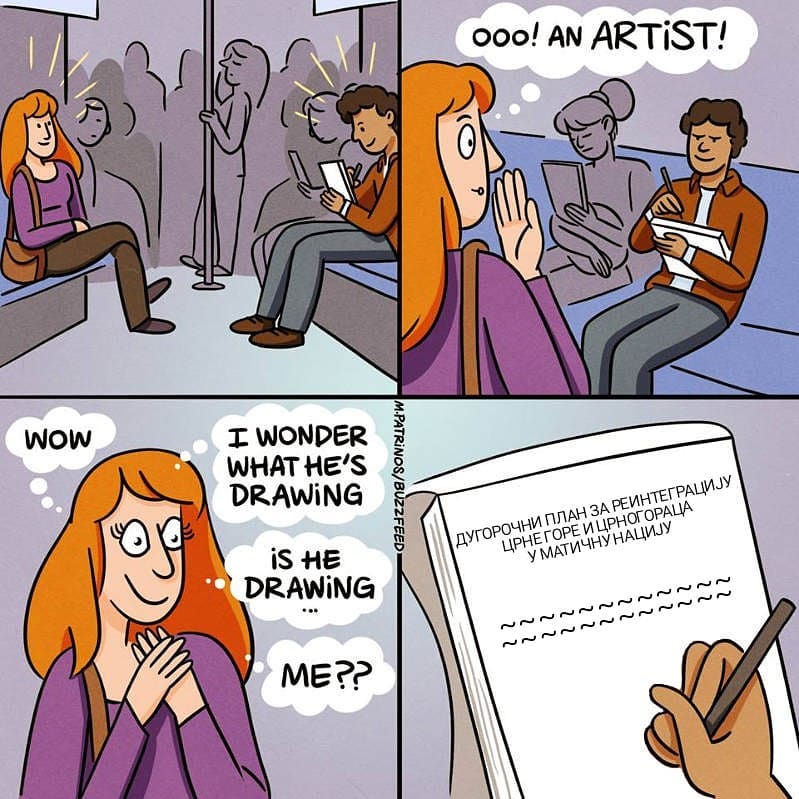 OOO! AN ARTiST!
WOW
I WONDER
WHAT HE'S
DRAWiNG
iS HE
DRAWiNG
...
ME??
M.PATRiNOS/BUZZFEED
ДУГОРОЧНИ ПЛАН ЗА РЕИНТЕГРАЦИЈУ
ЦРНЕ ГОРЕ И ЦРНОГОРАЦА
У МАТИЧНУ НАЦИЈУ
~~~~~~~~~~~~
~~~~~~~~~~~~